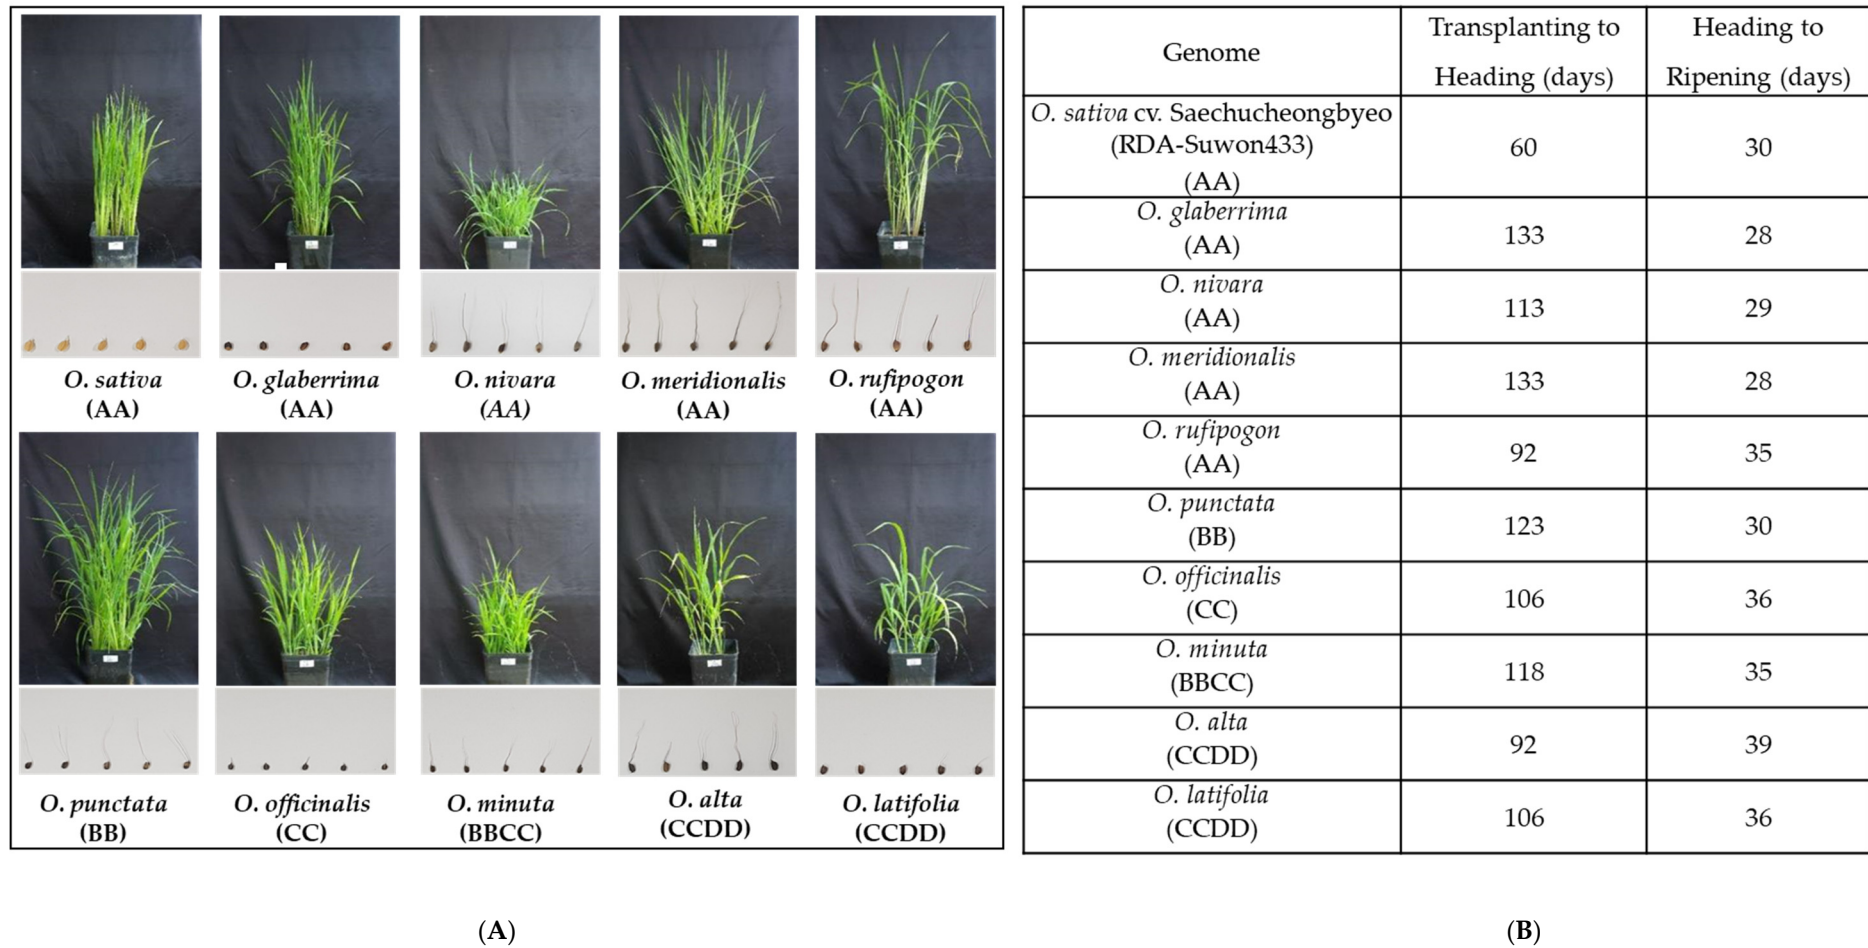 O. sativa
(AA)
O. glaberrima
(AA)
O. nivara
(AA)
O. meridionalis
(AA)
O. rufipogon
(AA)
O. punctata
(BB)
O. officinalis
(CC)
O. minuta
(BBCC)
O. alta
(CCDD)
O. latifolia
(CCDD)
(A)
Genome
Transplanting to
Heading (days)
Heading to
Ripening (days)
O. sativa cv. Saechucheongbyeo
(RDA-Suwon433)
(AA)
60
30
O. glaberrima
(AA)
133
28
O. nivara
(AA)
113
29
O. meridionalis
(AA)
133
28
O. rufipogon
(AA)
92
35
O. punctata
(BB)
123
30
O. officinalis
(CC)
106
36
O. minuta
(BBCC)
118
35
O. alta
(CCDD)
92
39
O. latifolia
(CCDD)
106
36
(B)